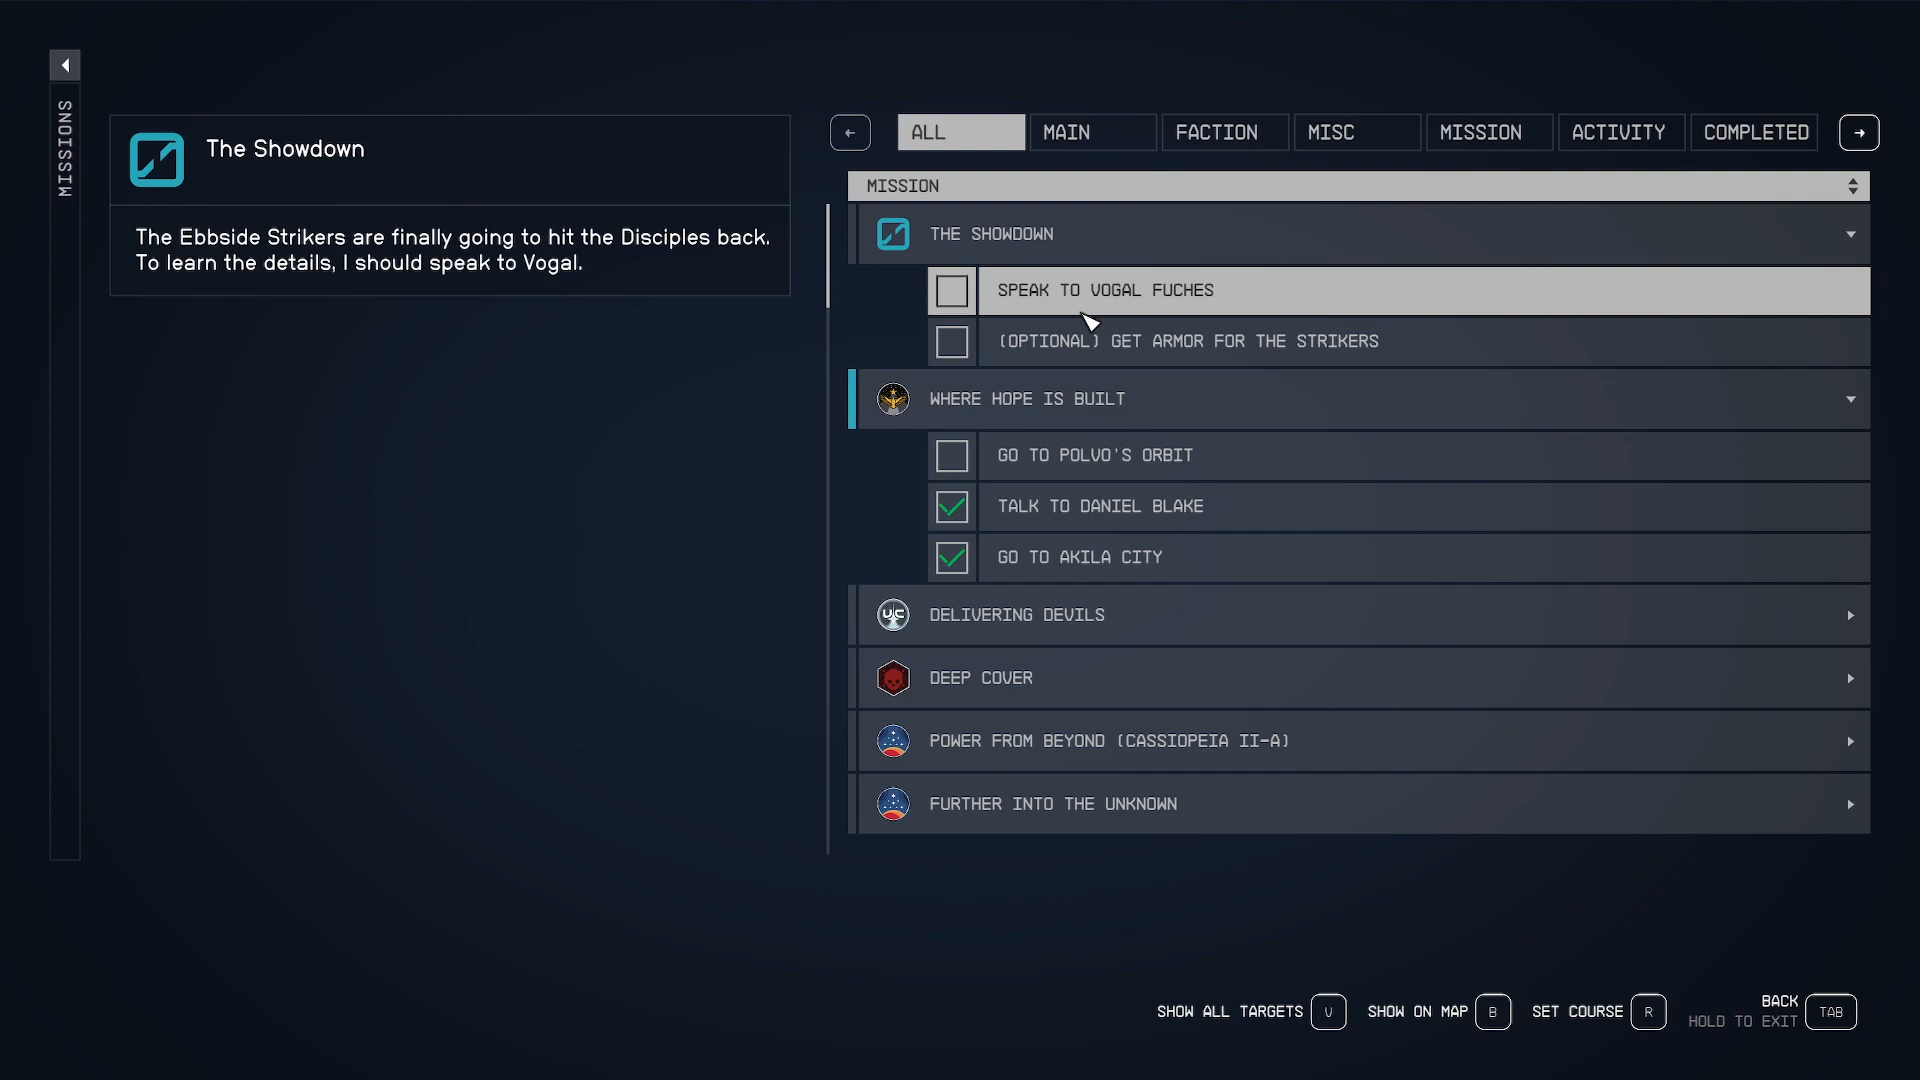 MISSIONS
The Showdown
The Ebbside Strikers are finally going to hit the Disciples back.
To learn the details, I should speak to Vogal.
ALL MAIN FACTION MISC MISSION ACTIVITY COMPLETED
MISSION
THE SHOWDOWN
SPEAK TO VOGAL FUCHES
(OPTIONAL) GET ARMOR FOR THE STRIKERS
WHERE HOPE IS BUILT
GO TO POLVO'S ORBIT
TALK TO DANIEL BLAKE
GO TO AKILA CITY
UC DELIVERING DEVILS
DEEP COVER
POWER FROM BEYOND (CASSIOPEIA II-A)
FURTHER INTO THE UNKNOWN
SHOW ALL TARGETS V SHOW ON MAP B SET COURSE R BACK TAB
HOLD TO EXIT